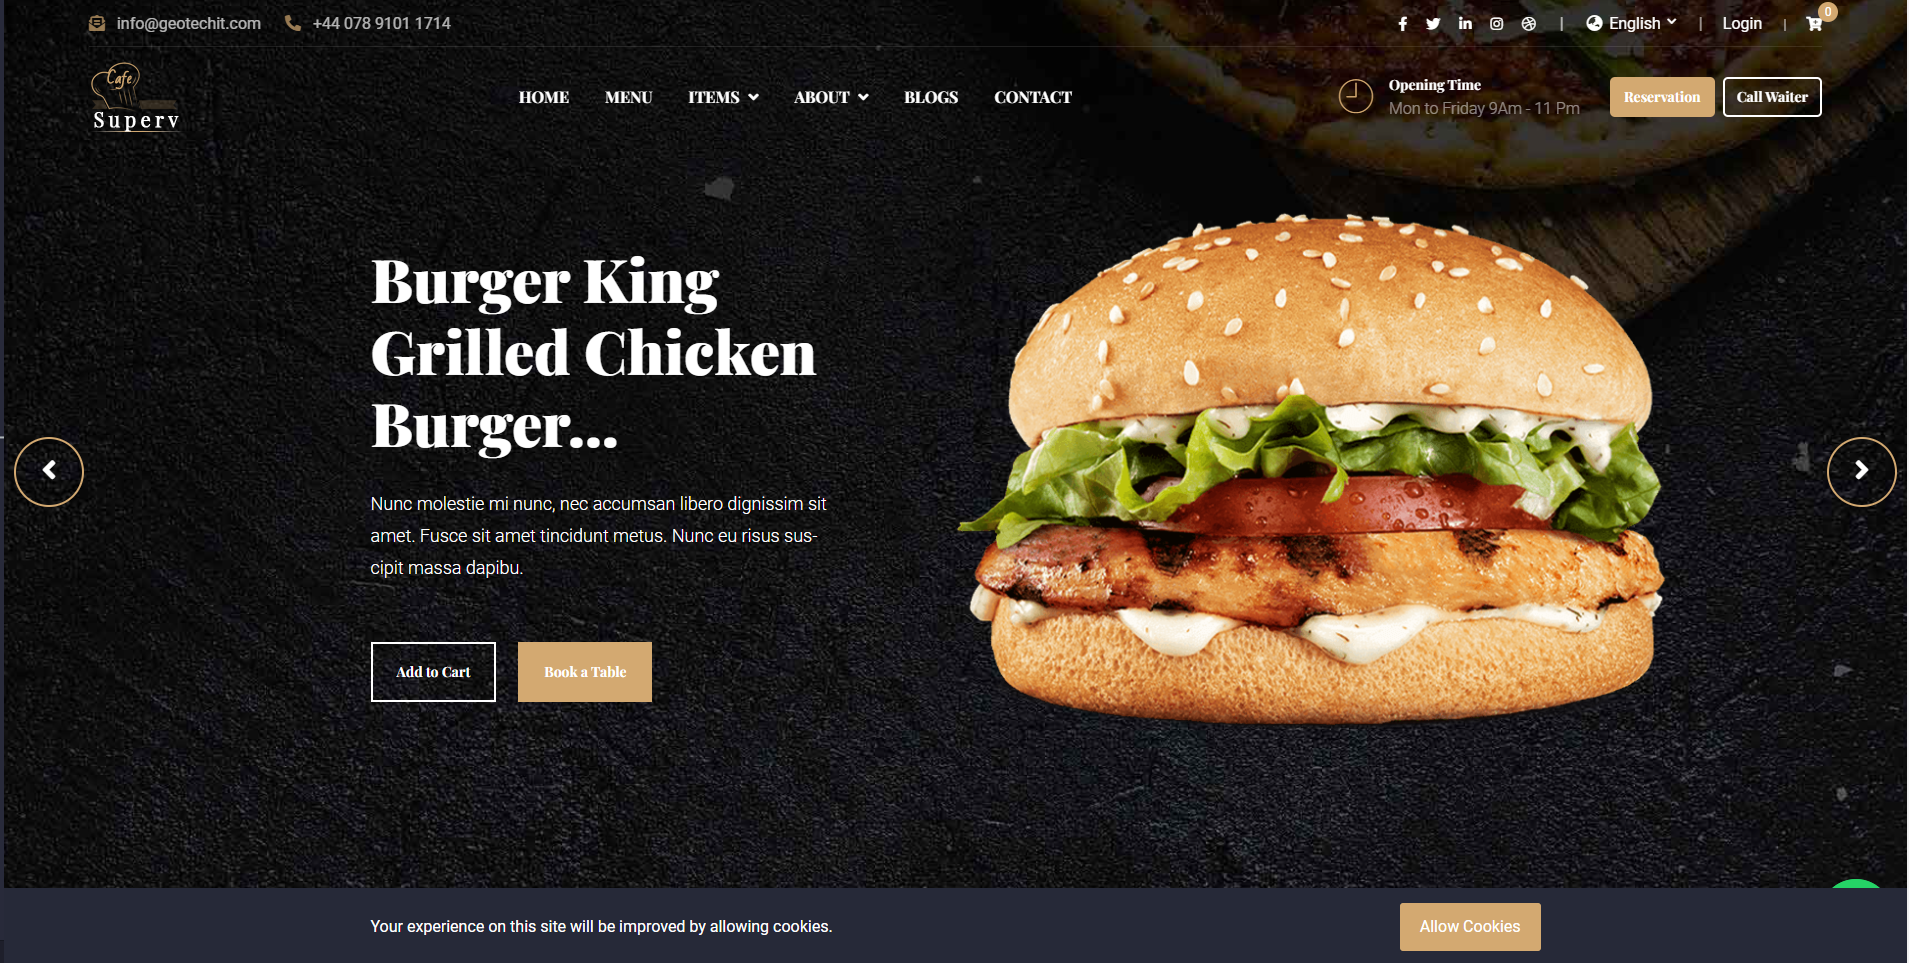 info@geotechit.com
+44 078 9101 1714
English
Login
0
Cafe
Superv
HOME
MENU
ITEMS
ABOUT
BLOGS
CONTACT
Opening Time
Mon to Friday 9Am - 11 Pm
Reservation
Call Waiter
Burger King
Grilled Chicken
Burger...
Nunc molestie mi nunc, nec accumsan libero dignissim sit
amet. Fusce sit amet tincidunt metus. Nunc eu risus sus-
cipit massa dapibu.
Add to Cart
Book a Table
Your experience on this site will be improved by allowing cookies.
Allow Cookies